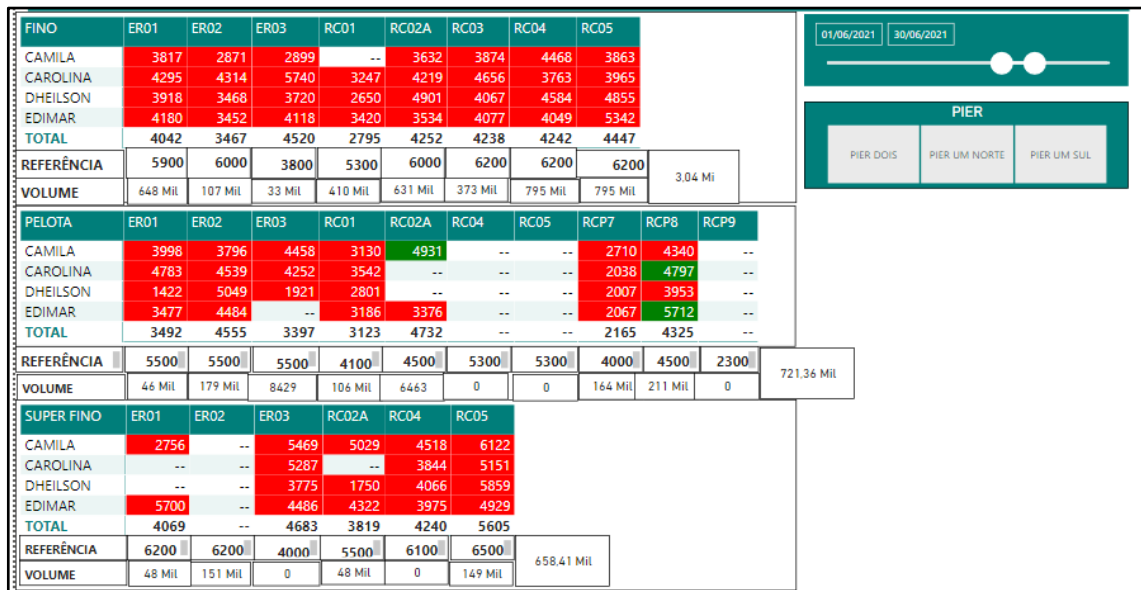 FINO ER01 ER02 ER03 RC01 RC02A RC03 RC04 RC05
CAMILA 3817 2871 2899 -- 3632 3874 4468 3863
CAROLINA 4295 4314 5740 3247 4219 4656 3763 3965
DHEILSON 3918 3468 3720 2650 4901 4067 4584 4855
EDIMAR 4180 3452 4118 3420 3534 4077 4049 5342
TOTAL 4042 3467 4520 2795 4252 4238 4242 4447
REFERÊNCIA 5900 6000 3800 5300 6000 6200 6200 6200
VOLUME 648 Mil 107 Mil 33 Mil 410 Mil 631 Mil 373 Mil 795 Mil 795 Mil
3,04 Mi
01/06/2021 30/06/2021
PIER
PIER DOIS PIER UM NORTE PIER UM SUL
PELOTA ER01 ER02 ER03 RC01 RC02A RC04 RC05 RCP7 RCP8 RCP9
CAMILA 3998 3796 4458 3130 4931 -- -- 2710 4340 --
CAROLINA 4783 4539 4252 3542 -- -- -- 2038 4797 --
DHEILSON 1422 5049 1921 2801 -- -- -- 2007 3953 --
EDIMAR 3477 4484 -- 3186 3376 -- -- 2067 5712 --
TOTAL 3492 4555 3397 3123 4732 -- -- 2165 4325 --
REFERÊNCIA 5500 5500 5500 4100 4500 5300 5300 4000 4500 2300
VOLUME 46 Mil 179 Mil 8429 106 Mil 6463 0 0 164 Mil 211 Mil 0
721,36 Mil
SUPER FINO ER01 ER02 ER03 RC02A RC04 RC05
CAMILA 2756 -- 5469 5029 4518 6122
CAROLINA -- -- 5287 -- 3844 5151
DHEILSON -- -- 3775 1750 4066 5859
EDIMAR 5700 -- 4486 4322 3975 4929
TOTAL 4069 -- 4683 3819 4240 5605
REFERÊNCIA 6200 6200 4000 5500 6100 6500
VOLUME 48 Mil 151 Mil 0 48 Mil 0 149 Mil
658,41 Mil